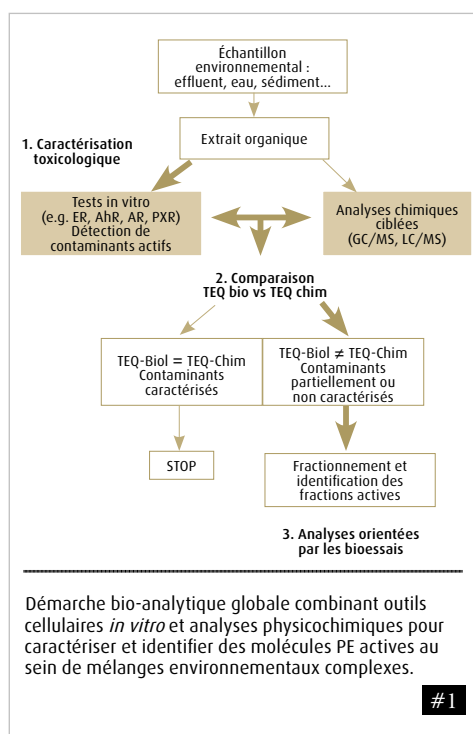 Échantillon
environnemental :
effluent, eau, sédiment...
Extrait organique
1. Caractérisation
toxicologique
Tests in vitro
(e.g. ER, AhR, AR, PXR)
Détection de
contaminants actifs
Analyses chimiques
ciblées
(GC/MS, LC/MS)
2. Comparaison
TEQ bio vs TEQ chim
TEQ-Biol = TEQ-Chim
Contaminants
caractérisés
TEQ-Biol ≠ TEQ-Chim
Contaminants
partiellement ou
non caractérisés
STOP
Fractionnement et
identification des
fractions actives
3. Analyses orientées
par les bioessais
Démarche bio-analytique globale combinant outils
cellulaires in vitro et analyses physicochimiques pour
caractériser et identifier des molécules PE actives au
sein de mélanges environnementaux complexes.
#1